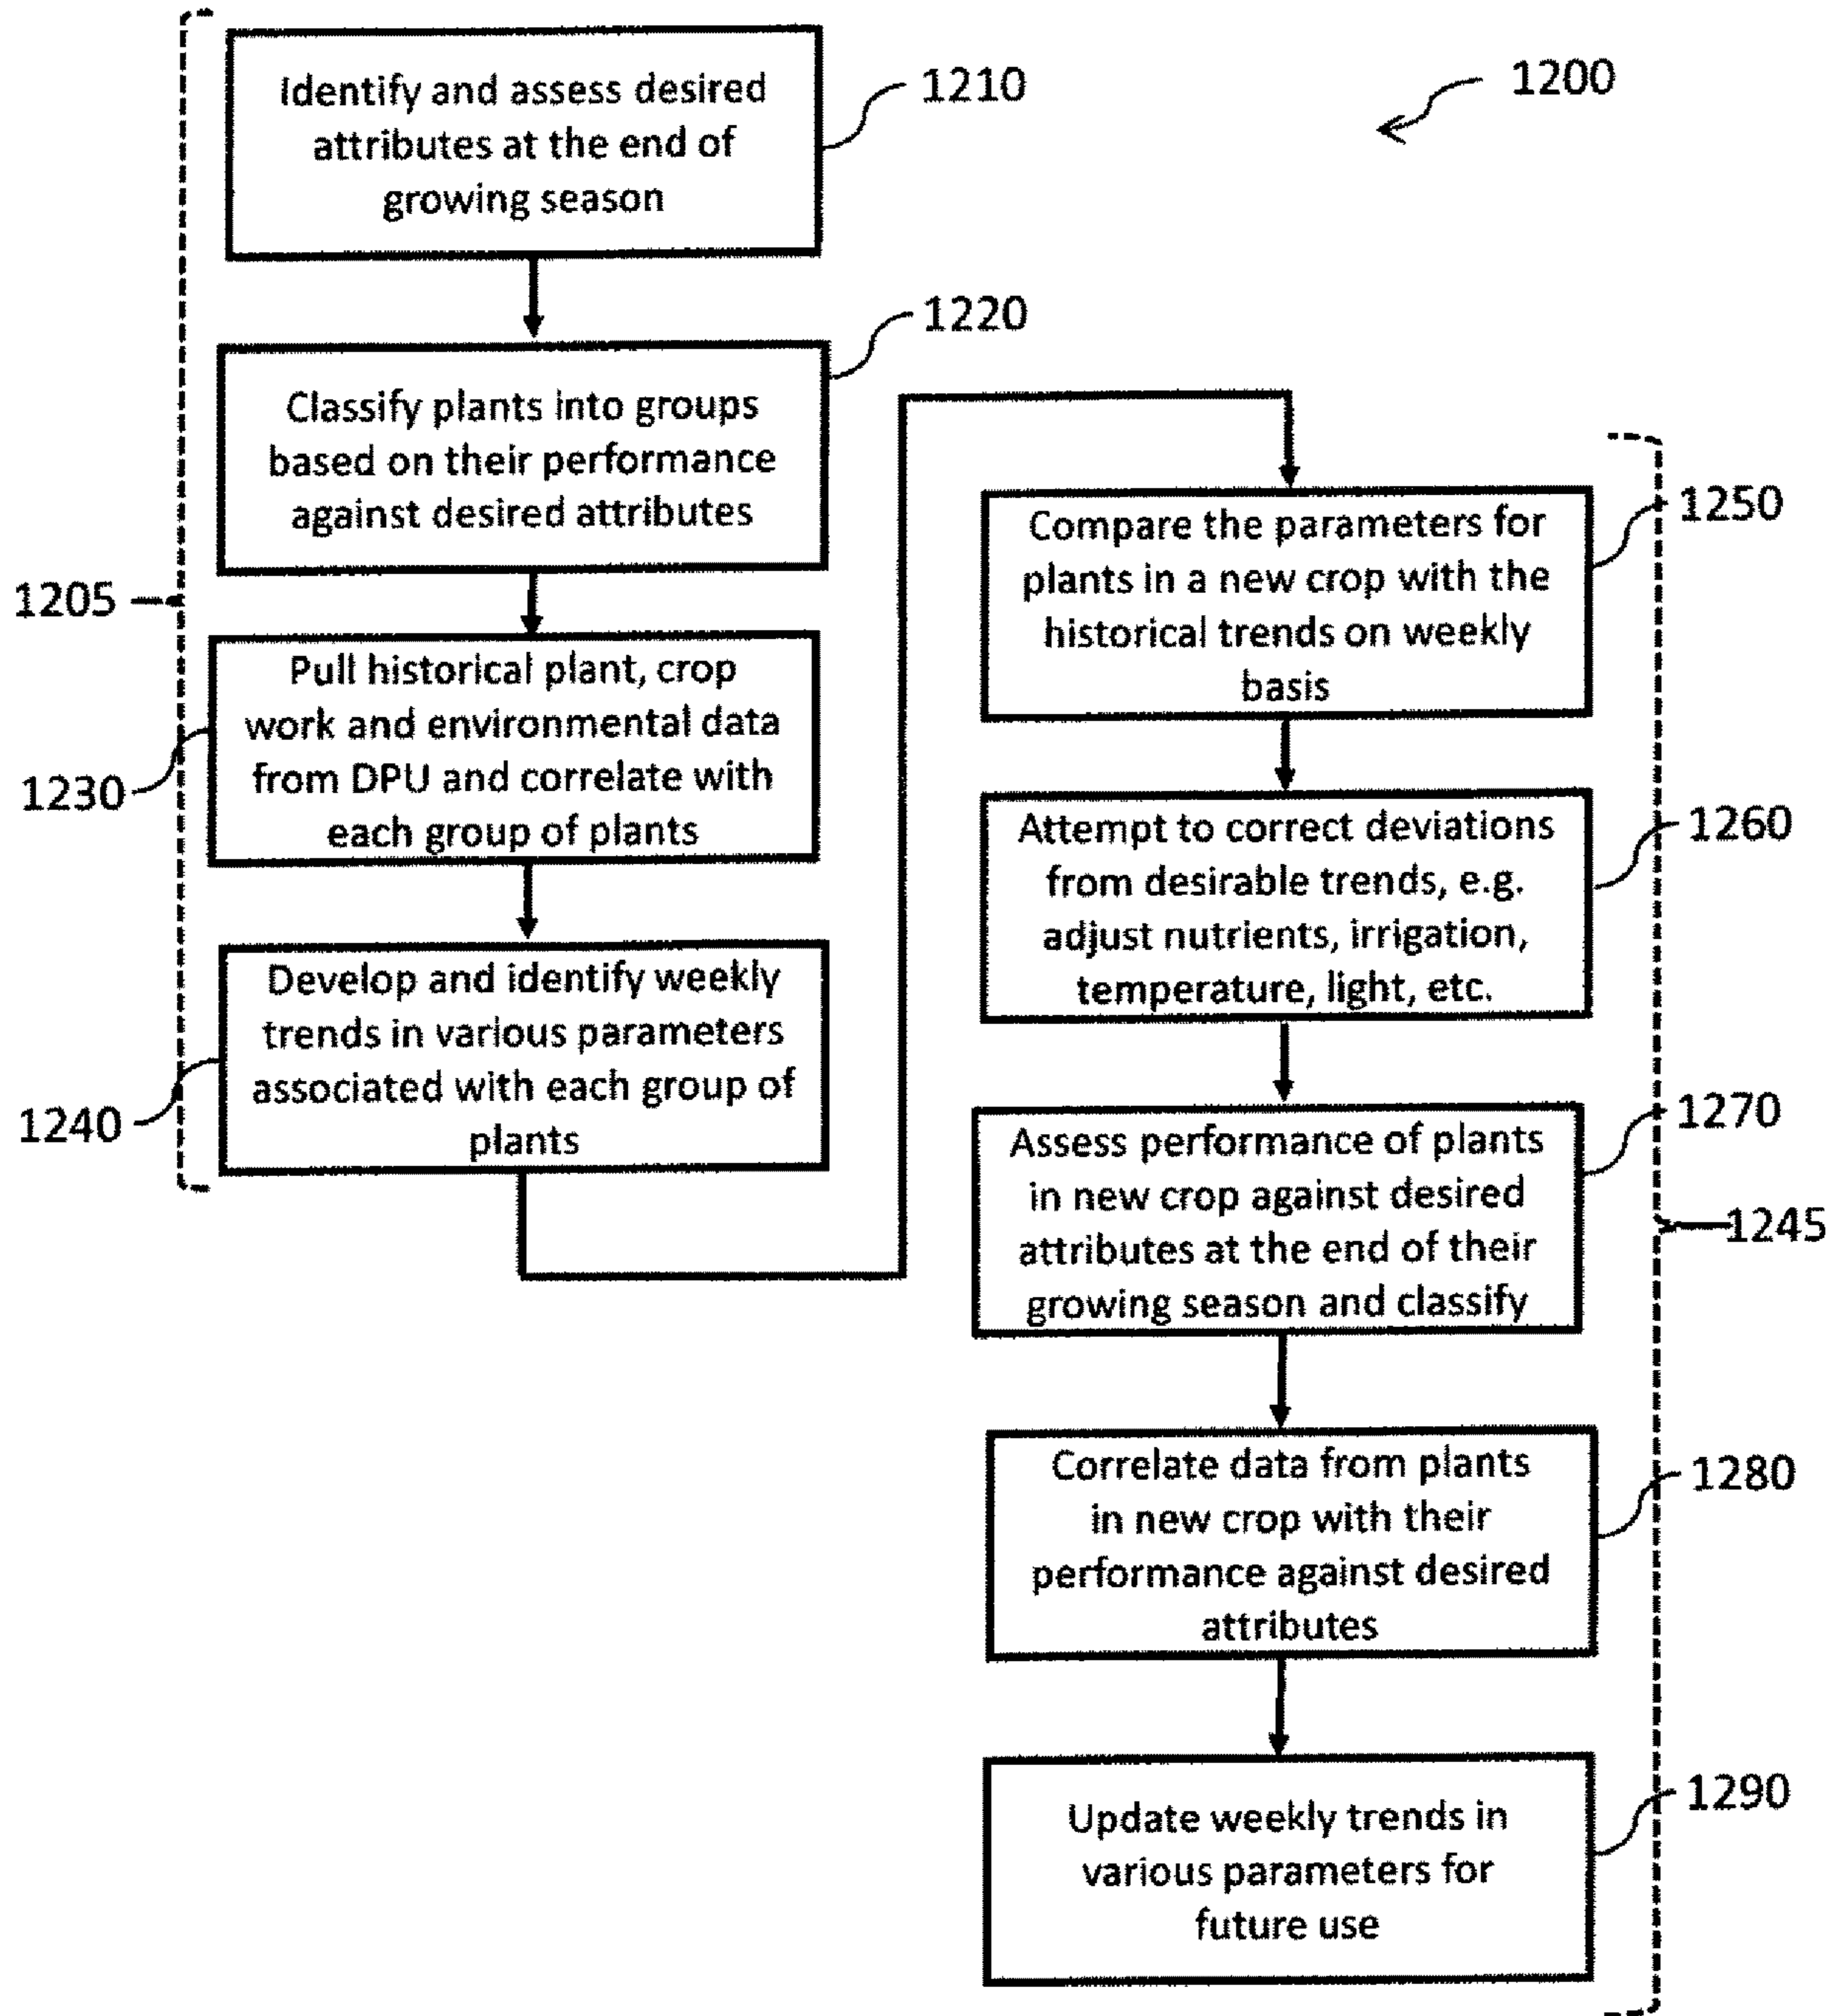 1200
Identify and assess desired
attributes at the end of
growing season
1210
Classify plants into groups
based on their performance
against desired attributes
1220
1205
Pull historical plant, crop
work and environmental data
from DPU and correlate with
each group of plants
1230
Develop and identify weekly
trends in various parameters
associated with each group of
plants
1240
Compare the parameters for
plants in a new crop with the
historical trends on weekly
basis
1250
Attempt to correct deviations
from desirable trends, e.g.
adjust nutrients, irrigation,
temperature, light, etc.
1260
Assess performance of plants
in new crop against desired
attributes at the end of their
growing season and classify
1270
1245
Correlate data from plants
in new crop with their
performance against desired
attributes
1280
Update weekly trends in
various parameters for
future use
1290